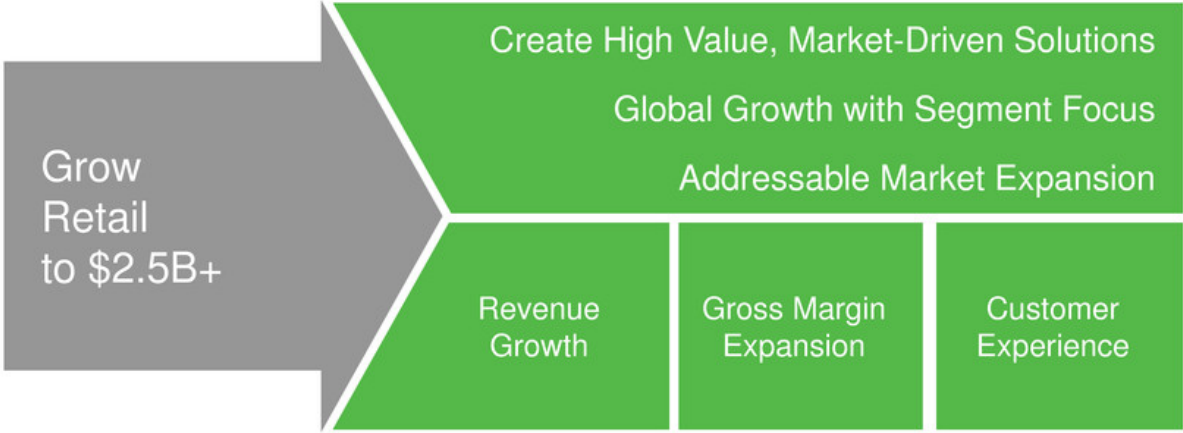 Grow
Retail
to $2.5B+
Create High Value, Market-Driven Solutions
Global Growth with Segment Focus
Addressable Market Expansion
Revenue
Growth
Gross Margin
Expansion
Customer
Experience